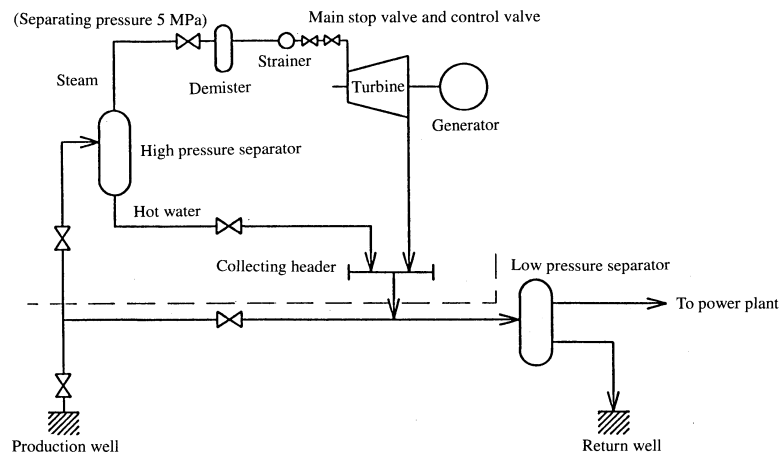 (Separating pressure 5 MPa)
Main stop valve and control valve
Strainer
Steam
Demister
Turbine
Generator
High pressure separator
Hot water
Collecting header
Low pressure separator
To power plant
Production well
Return well